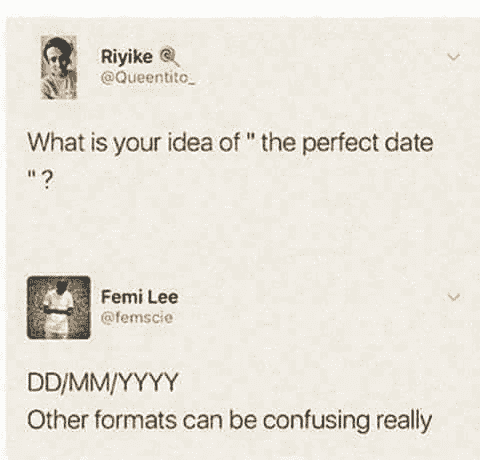 Riyike
@Queentito_
What is your idea of " the perfect date
" ?
Femi Lee
@femscie
DD/MM/YYYY
Other formats can be confusing really